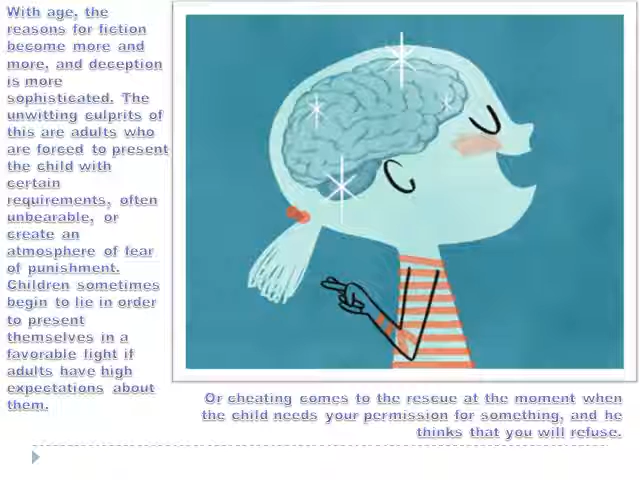 With age, the
reasons for fiction
become more and
more, and deception
is more
sophisticated. The
unwitting culprits of
this are adults who
are forced to present
the child with
certain
requirements, often
unbearable, or
create an
atmosphere of fear
of punishment.
Children sometimes
begin to lie in order
to present
themselves in a
favorable light if
adults have high
expectations about
them.
Or cheating comes to the rescue at the moment when
the child needs your permission for something, and he
thinks that you will refuse.